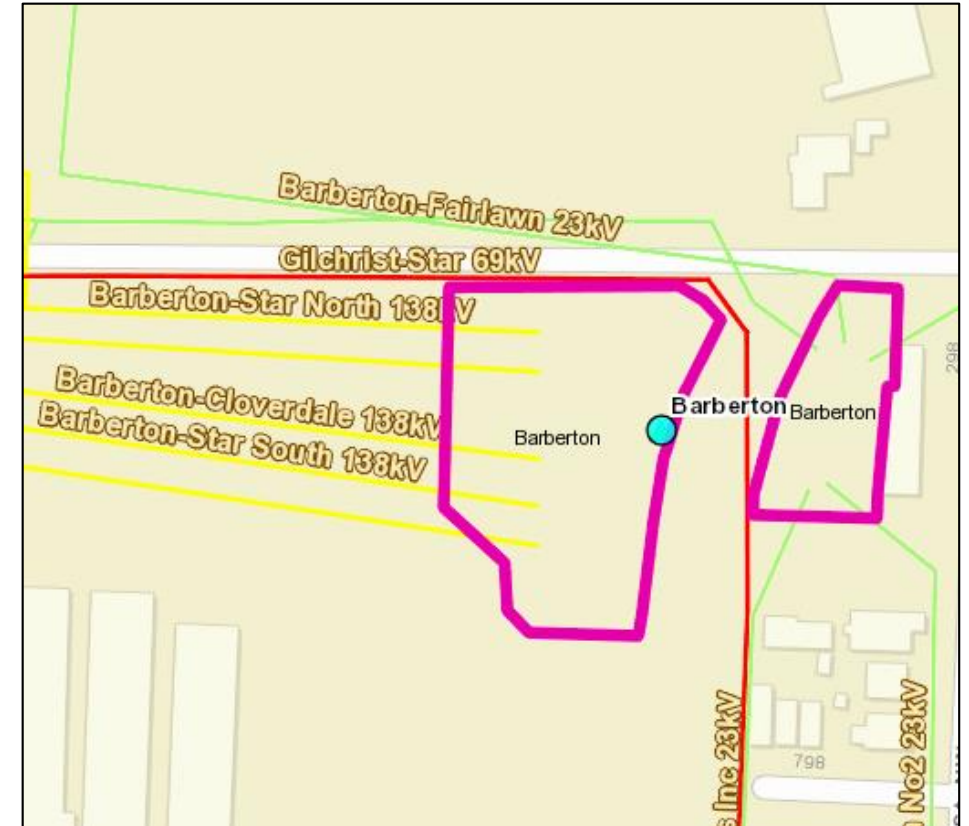 Barberton-Fairlawn 23kV
Gilchrist-Star 69kV
Barberton-Star North 138kV
Barberton-Cloverdale 138kV
Barberton-Star South 138kV
Barberton
Barberton
Barberton
298
Inc 23kV
No2 23kV
798